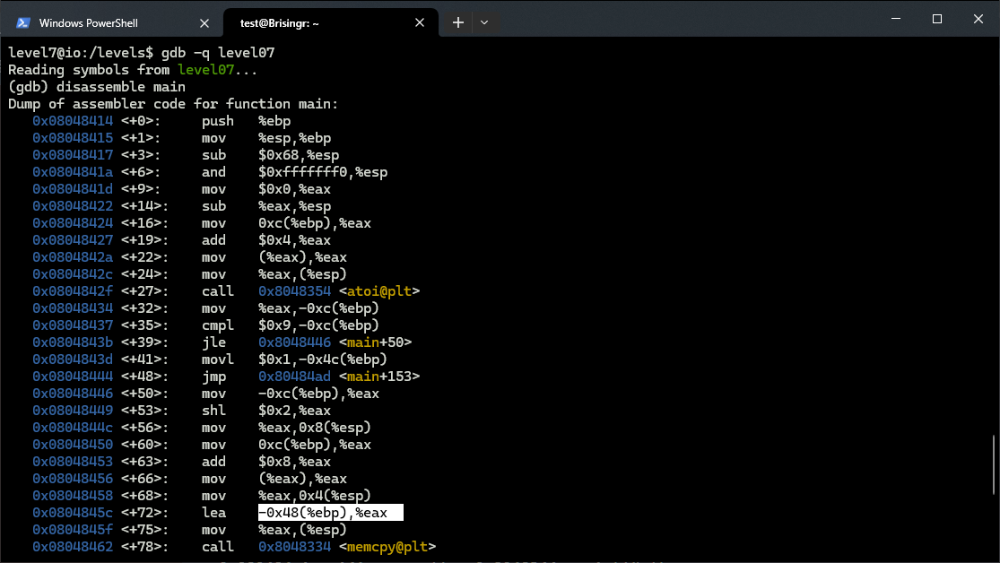 Windows PowerShell
test@Brisingr: ~
level7@io:/levels$ gdb -q level07
Reading symbols from level07...
(gdb) disassemble main
Dump of assembler code for function main:
0x08048414 <+0>: push %ebp
0x08048415 <+1>: mov %esp,%ebp
0x08048417 <+3>: sub $0x68,%esp
0x0804841a <+6>: and $0xfffffff0,%esp
0x0804841d <+9>: mov $0x0,%eax
0x08048422 <+14>: sub %eax,%esp
0x08048424 <+16>: mov 0xc(%ebp),%eax
0x08048427 <+19>: add $0x4,%eax
0x0804842a <+22>: mov (%eax),%eax
0x0804842c <+24>: mov %eax,(%esp)
0x0804842f <+27>: call 0x8048354 <atoi@plt>
0x08048434 <+32>: mov %eax,-0xc(%ebp)
0x08048437 <+35>: cmpl $0x9,-0xc(%ebp)
0x0804843b <+39>: jle 0x8048446 <main+50>
0x0804843d <+41>: movl $0x1,-0x4c(%ebp)
0x08048444 <+48>: jmp 0x80484ad <main+153>
0x08048446 <+50>: mov -0xc(%ebp),%eax
0x08048449 <+53>: shl $0x2,%eax
0x0804844c <+56>: mov %eax,0x8(%esp)
0x08048450 <+60>: mov 0xc(%ebp),%eax
0x08048453 <+63>: add $0x8,%eax
0x08048456 <+66>: mov (%eax),%eax
0x08048458 <+68>: mov %eax,0x4(%esp)
0x0804845c <+72>: lea -0x48(%ebp),%eax
0x0804845f <+75>: mov %eax,(%esp)
0x08048462 <+78>: call 0x8048334 <memcpy@plt>